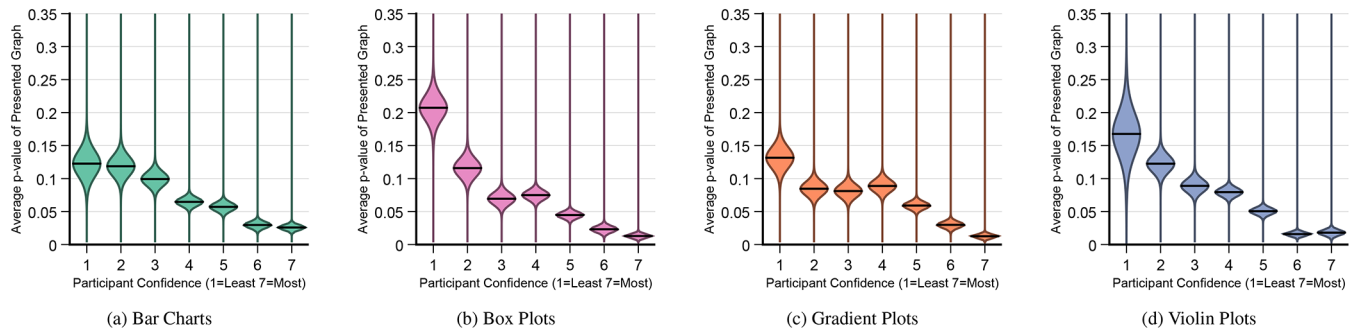 Average p-value of Presented Graph
0.35
0.3
0.25
0.2
0.15
0.1
0.05
0
1 2 3 4 5 6 7
Participant Confidence (1=Least 7=Most)
(a) Bar Charts
Average p-value of Presented Graph
0.35
0.3
0.25
0.2
0.15
0.1
0.05
0
1 2 3 4 5 6 7
Participant Confidence (1=Least 7=Most)
(b) Box Plots
Average p-value of Presented Graph
0.35
0.3
0.25
0.2
0.15
0.1
0.05
0
1 2 3 4 5 6 7
Participant Confidence (1=Least 7=Most)
(c) Gradient Plots
Average p-value of Presented Graph
0.35
0.3
0.25
0.2
0.15
0.1
0.05
0
1 2 3 4 5 6 7
Participant Confidence (1=Least 7=Most)
(d) Violin Plots